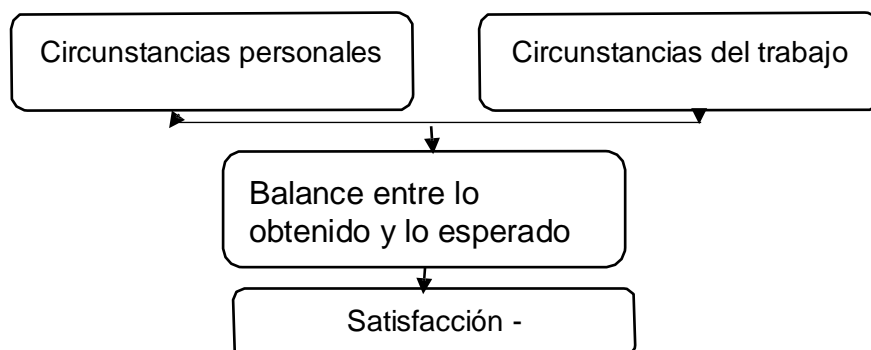 Circunstancias personales
Circunstancias del trabajo
Balance entre lo
obtenido y lo esperado
Satisfacción -